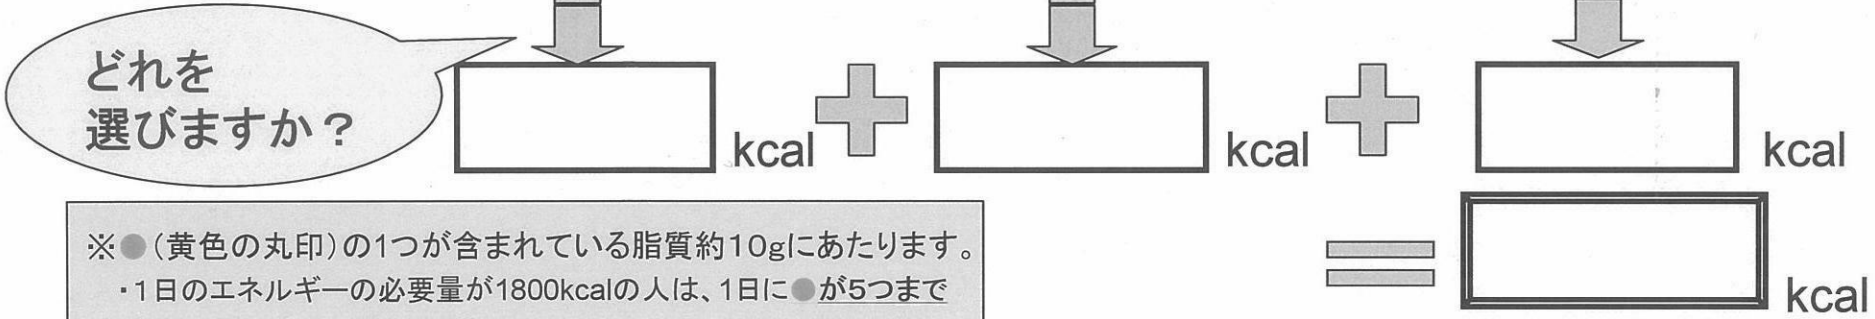 どれを
選びますか？
kcal
kcal
kcal
※●(黄色の丸印)の1つが含まれている脂質約10gにあたります。
・1日のエネルギーの必要量が1800kcalの人は、1日に●が5つまで
kcal